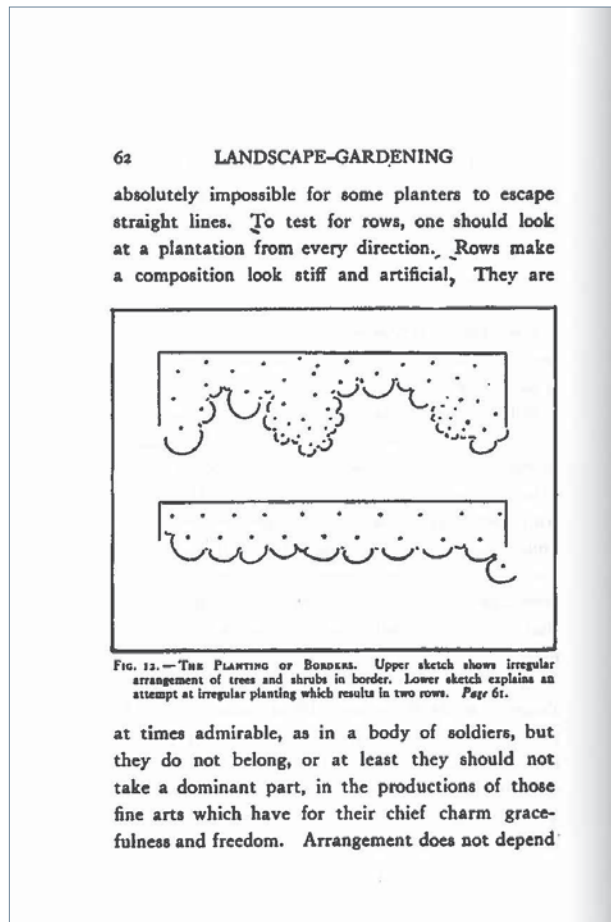 62 LANDSCAPE-GARDENING
absolutely impossible for some planters to escape
straight lines. To test for rows, one should look
at a plantation from every direction. Rows make
a composition look stiff and artificial, They are
FIG. 12.—THE PLANTING OF BORDERS. Upper sketch shows irregular
arrangement of trees and shrubs in border. Lower sketch explains an
attempt at irregular planting which results in two rows. Page 61.
at times admirable, as in a body of soldiers, but
they do not belong, or at least they should not
take a dominant part, in the productions of those
fine arts which have for their chief charm grace-
fulness and freedom. Arrangement does not depend